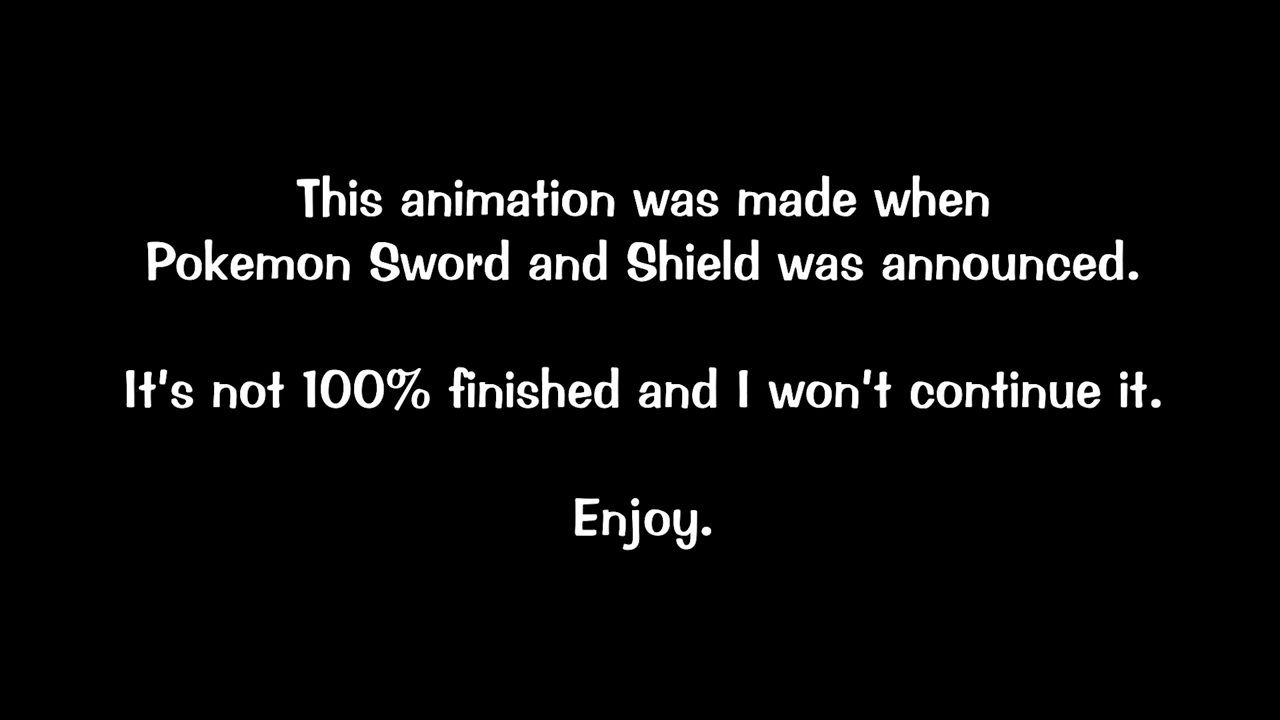 This animation was made when
Pokemon Sword and Shield was announced.
It's not 100% finished and I won't continue it.
Enjoy.